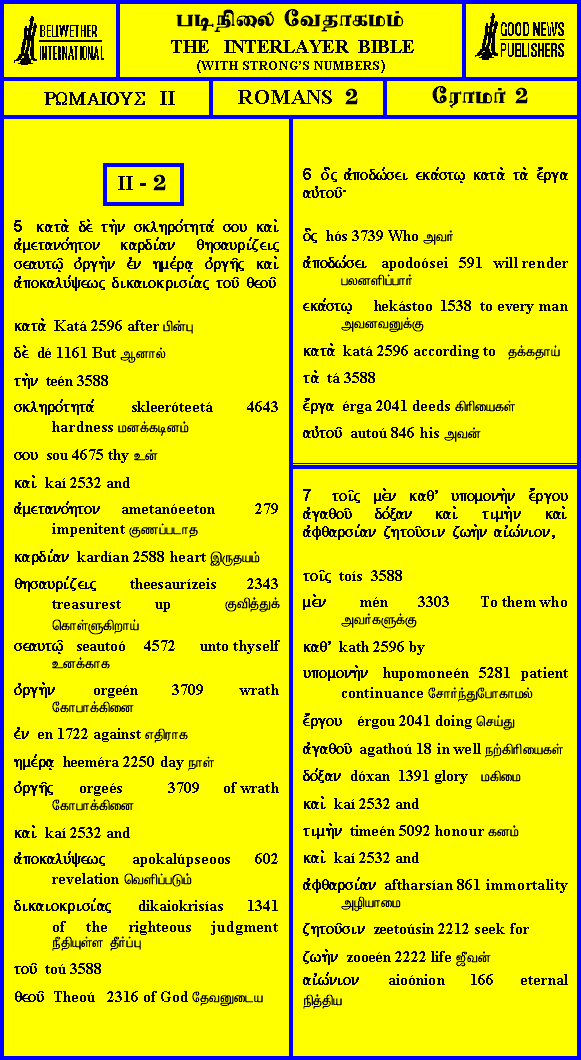 BELLWETHER
INTERNATIONAL
படிநிலை வேதாகமம்
THE INTERLAYER BIBLE
(WITH STRONG'S NUMBERS)
GOOD NEWS
PUBLISHERS
ΡΩΜΑΙΟΥΣ II
ROMANS 2
ரோமர் 2
II - 2
5 κατὰ δὲ τὴν σκληρότητά σου καὶ
ἀμετανόητον καρδίαν θησαυρίζεις
σεαυτῷ ὀργὴν ἐν ημέρᾳ ὀργῆς καὶ
ἀποκαλύψεως δικαιοκρισίας τοῦ θεοῦ
κατὰ Katá 2596 after பின்பு
δὲ dé 1161 But ஆனால்
τὴν teén 3588
σκληρότητά skleeróteetá 4643
hardness மனக்கடினம்
σου sou 4675 thy உன்
καὶ kaí 2532 and
ἀμετανόητον ametanóeeton 279
impenitent குணப்படாத
καρδίαν kardían 2588 heart இருதயம்
θησαυρίζεις theesaurízeis 2343
treasurest up குவித்துக்
கொள்ளுகிறாய்
σεαυτῷ seautoó 4572 unto thyself
உனக்காக
ὀργὴν orgeén 3709 wrath
கோபாக்கினை
ἐν en 1722 against எதிராக
ημέρᾳ heeméra 2250 day நாள்
ὀργῆς orgeés 3709 of wrath
கோபாக்கினை
καὶ kaí 2532 and
ἀποκαλύψεως apokalúpseoos 602
revelation வெளிப்படும்
δικαιοκρισίας dikaiokrisías 1341
of the righteous judgment
நீதியுள்ள தீர்ப்பு
τοῦ toú 3588
θεοῦ Theoú 2316 of God தேவனுடைய
6 ὃς ἀποδώσει εκάστῳ κατὰ τὰ ἔργα
αὐτοῦ·
ὃς hós 3739 Who அவர்
ἀποδώσει apodoósei 591 will render
பலனளிப்பார்
εκάστῳ hekástoo 1538 to every man
அவனவனுக்கு
κατὰ katá 2596 according to தக்கதாய்
τὰ tá 3588
ἔργα érga 2041 deeds கிரியைகள்
αὐτοῦ autoú 846 his அவன்
7 τοῖς μὲν καθ’ υπομονὴν ἔργου
ἀγαθοῦ δόξαν καὶ τιμὴν καὶ
ἀφθαρσίαν ζητοῦσιν ζωὴν αἰώνιον,
τοῖς toís 3588
μὲν mén 3303 To them who
அவர்களுக்கு
καθ’ kath 2596 by
υπομονὴν hupomoneén 5281 patient
continuance சோர்ந்துபோகாமல்
ἔργου érgou 2041 doing செய்து
ἀγαθοῦ agathoú 18 in well நற்கிரியைகள்
δόξαν dóxan 1391 glory மகிமை
καὶ kaí 2532 and
τιμὴν timeén 5092 honour கனம்
καὶ kaí 2532 and
ἀφθαρσίαν aftharsían 861 immortality
அழியாமை
ζητοῦσιν zeetoúsin 2212 seek for
ζωὴν zooeén 2222 life ஜீவன்
αἰώνιον aioónion 166 eternal
நித்திய